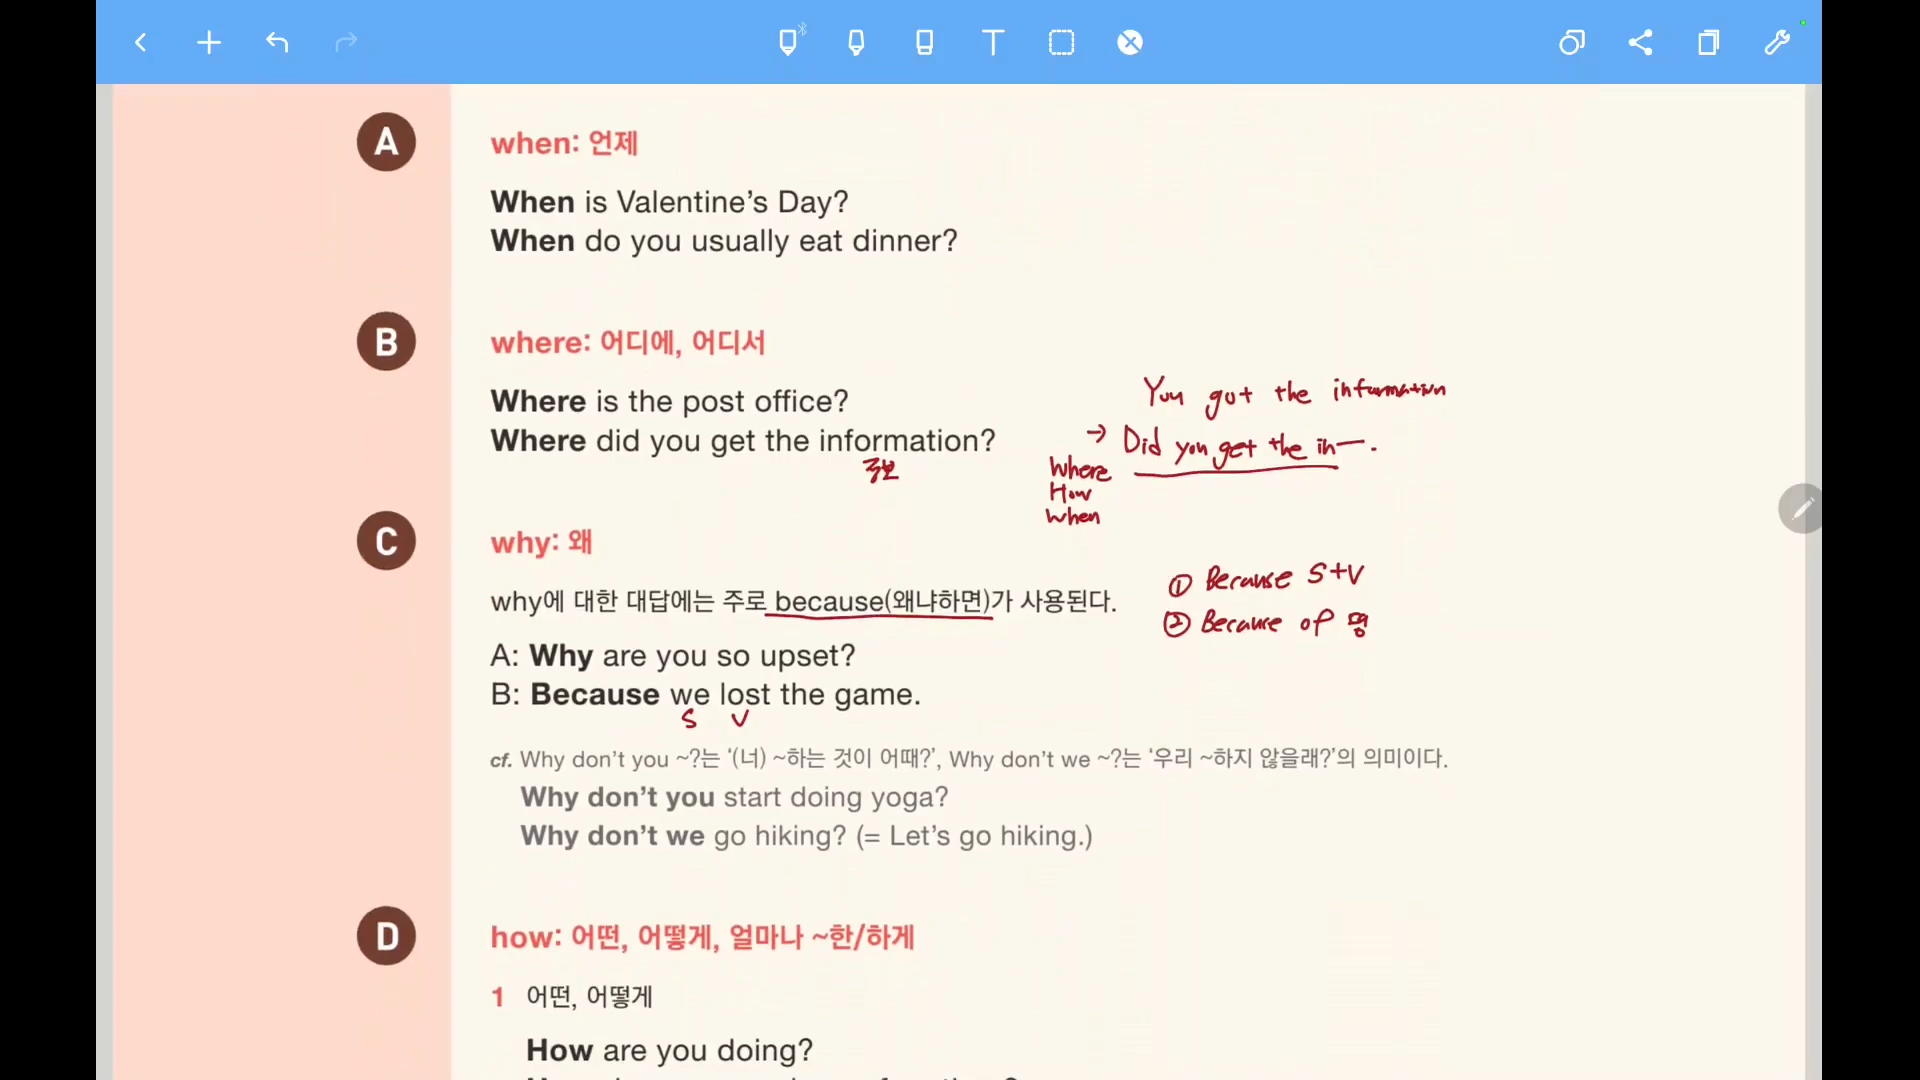 A
when: 언제
When is Valentine's Day?
When do you usually eat dinner?
B
where: 어디에, 어디서
Where is the post office?
Where did you get the information?
정보
You got the information
→ Did you get the in—.
Where
How
When
C
why: 왜
why에 대한 대답에는 주로 because(왜냐하면)가 사용된다.
① Because S+V
② Because of 명
A: Why are you so upset?
B: Because we lost the game.
S V
cf. Why don't you ~?는 '(너) ~하는 것이 어때?', Why don't we ~?는 '우리 ~하지 않을래?'의 의미이다.
Why don't you start doing yoga?
Why don't we go hiking? (= Let's go hiking.)
D
how: 어떤, 어떻게, 얼마나 ~한/하게
1 어떤, 어떻게
How are you doing?